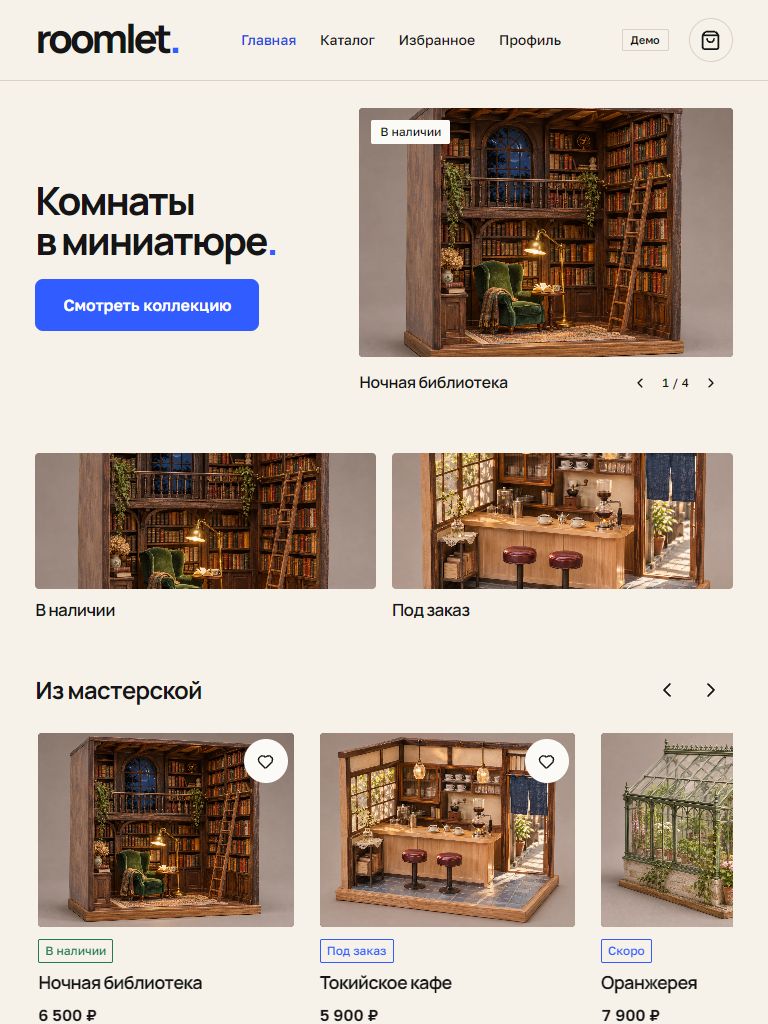 roomlet.
Главная
Каталог
Избранное
Профиль
Демо
В наличии
Комнаты
в миниатюре.
Смотреть коллекцию
Ночная библиотека
1 / 4
В наличии
Под заказ
Из мастерской
В наличии
Под заказ
Скоро
Ночная библиотека
Токийское кафе
Оранжерея
6 500 ₽
5 900 ₽
7 900 ₽